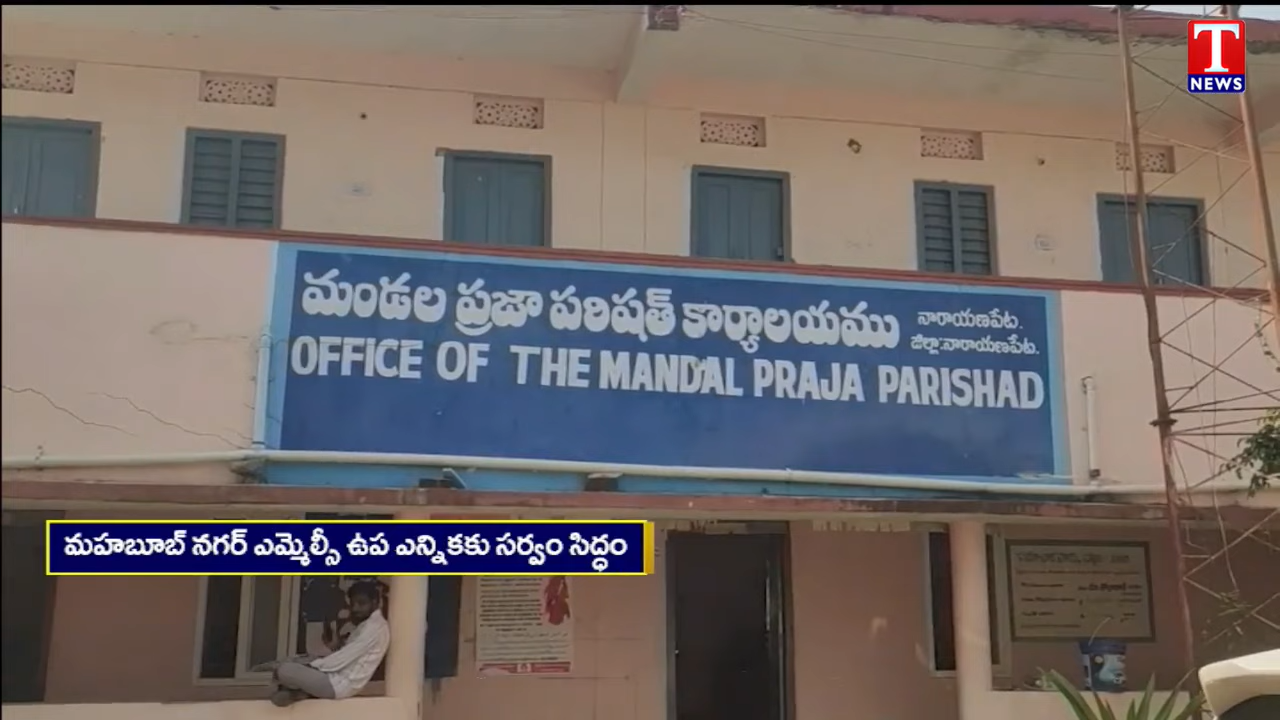 T
NEWS
మండల ప్రజా పరిషత్ కార్యాలయము
నారాయణపేట.
జిల్లా:నారాయణపేట.
OFFICE OF THE MANDAL PRAJA PARISHAD
మహబూబ్ నగర్ ఎమ్మెల్సీ ఉప ఎన్నికకు సర్వం సిద్ధం